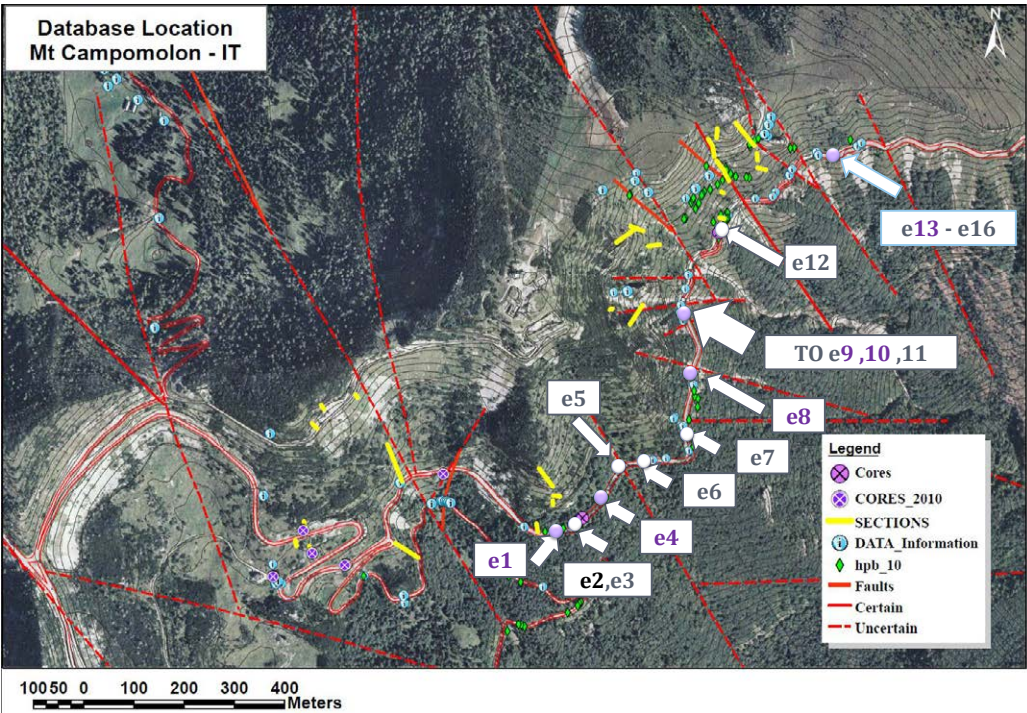 Database Location
Mt Campomolon - IT
N
e13 - e16
e12
TO e9 ,10 ,11
e5
e8
e7
e6
e4
e1
e2,e3
Legend
Cores
CORES_2010
SECTIONS
DATA_Information
hpb_10
Faults
Certain
Uncertain
100 50 0 100 200 300 400
Meters